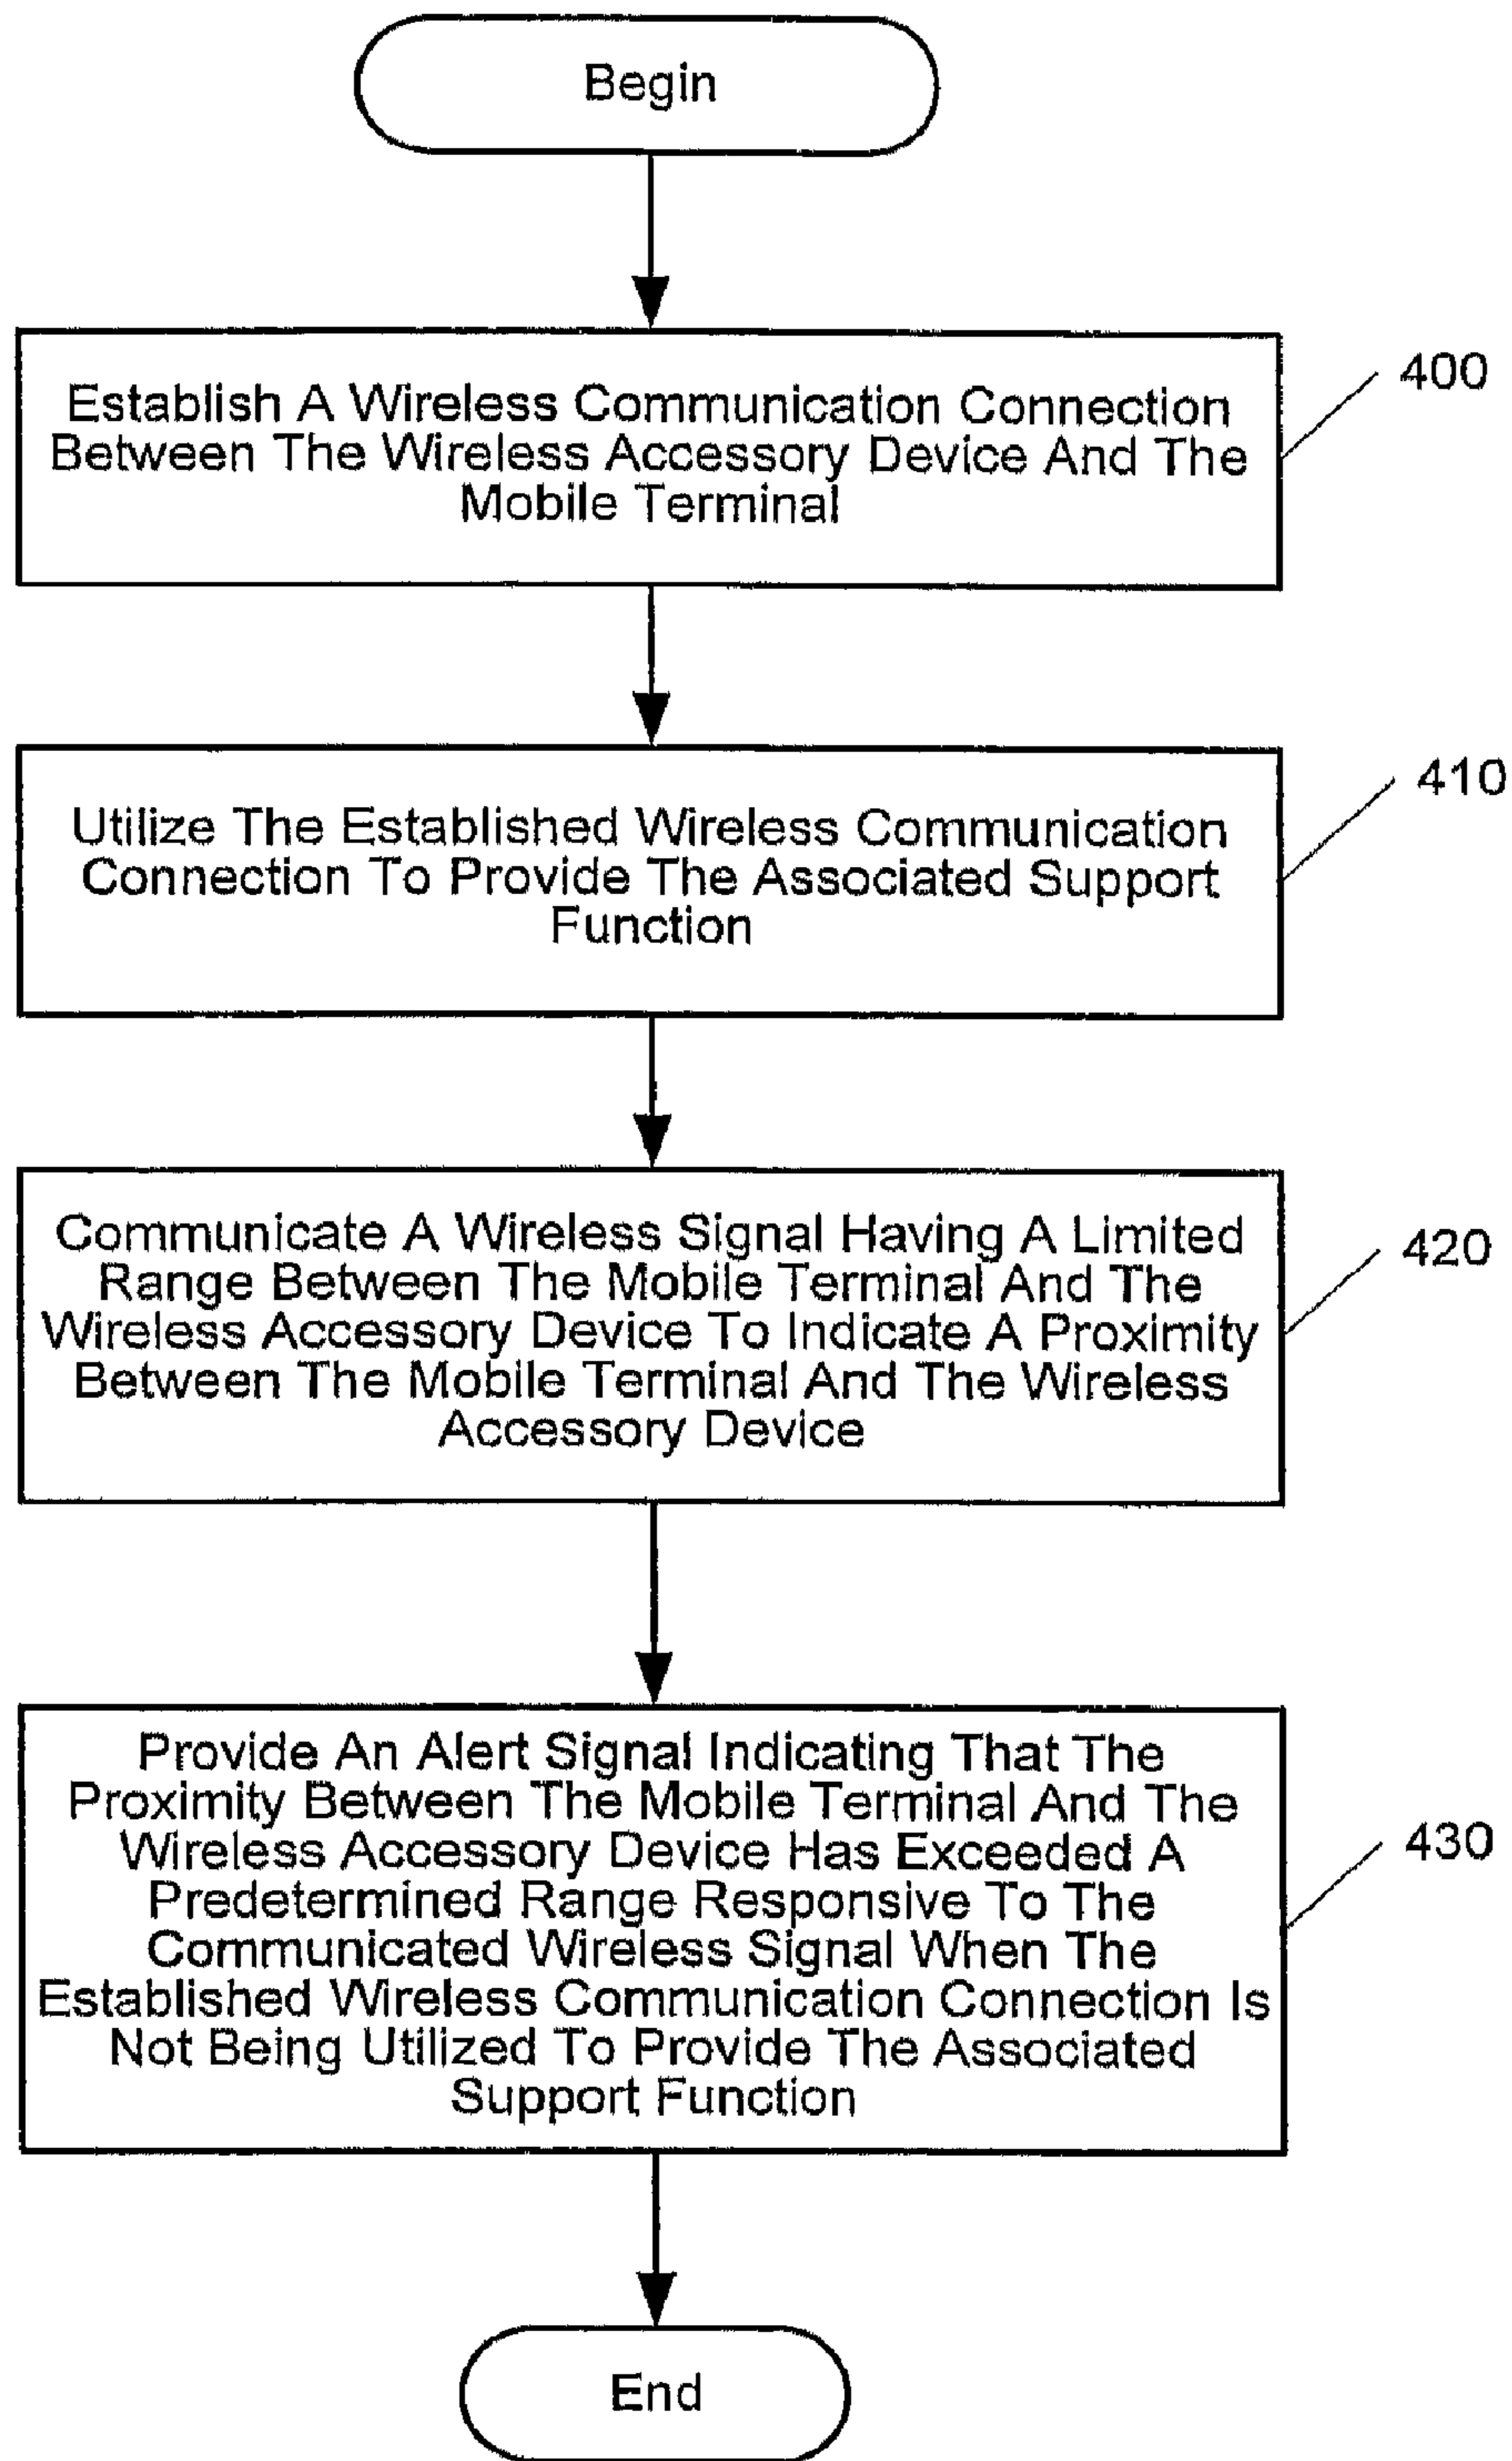 Begin
Establish A Wireless Communication Connection
Between The Wireless Accessory Device And The
Mobile Terminal
400
Utilize The Established Wireless Communication
Connection To Provide The Associated Support
Function
410
Communicate A Wireless Signal Having A Limited
Range Between The Mobile Terminal And The
Wireless Accessory Device To Indicate A Proximity
Between The Mobile Terminal And The Wireless
Accessory Device
420
Provide An Alert Signal Indicating That The
Proximity Between The Mobile Terminal And The
Wireless Accessory Device Has Exceeded A
Predetermined Range Responsive To The
Communicated Wireless Signal When The
Established Wireless Communication Connection Is
Not Being Utilized To Provide The Associated
Support Function
430
End